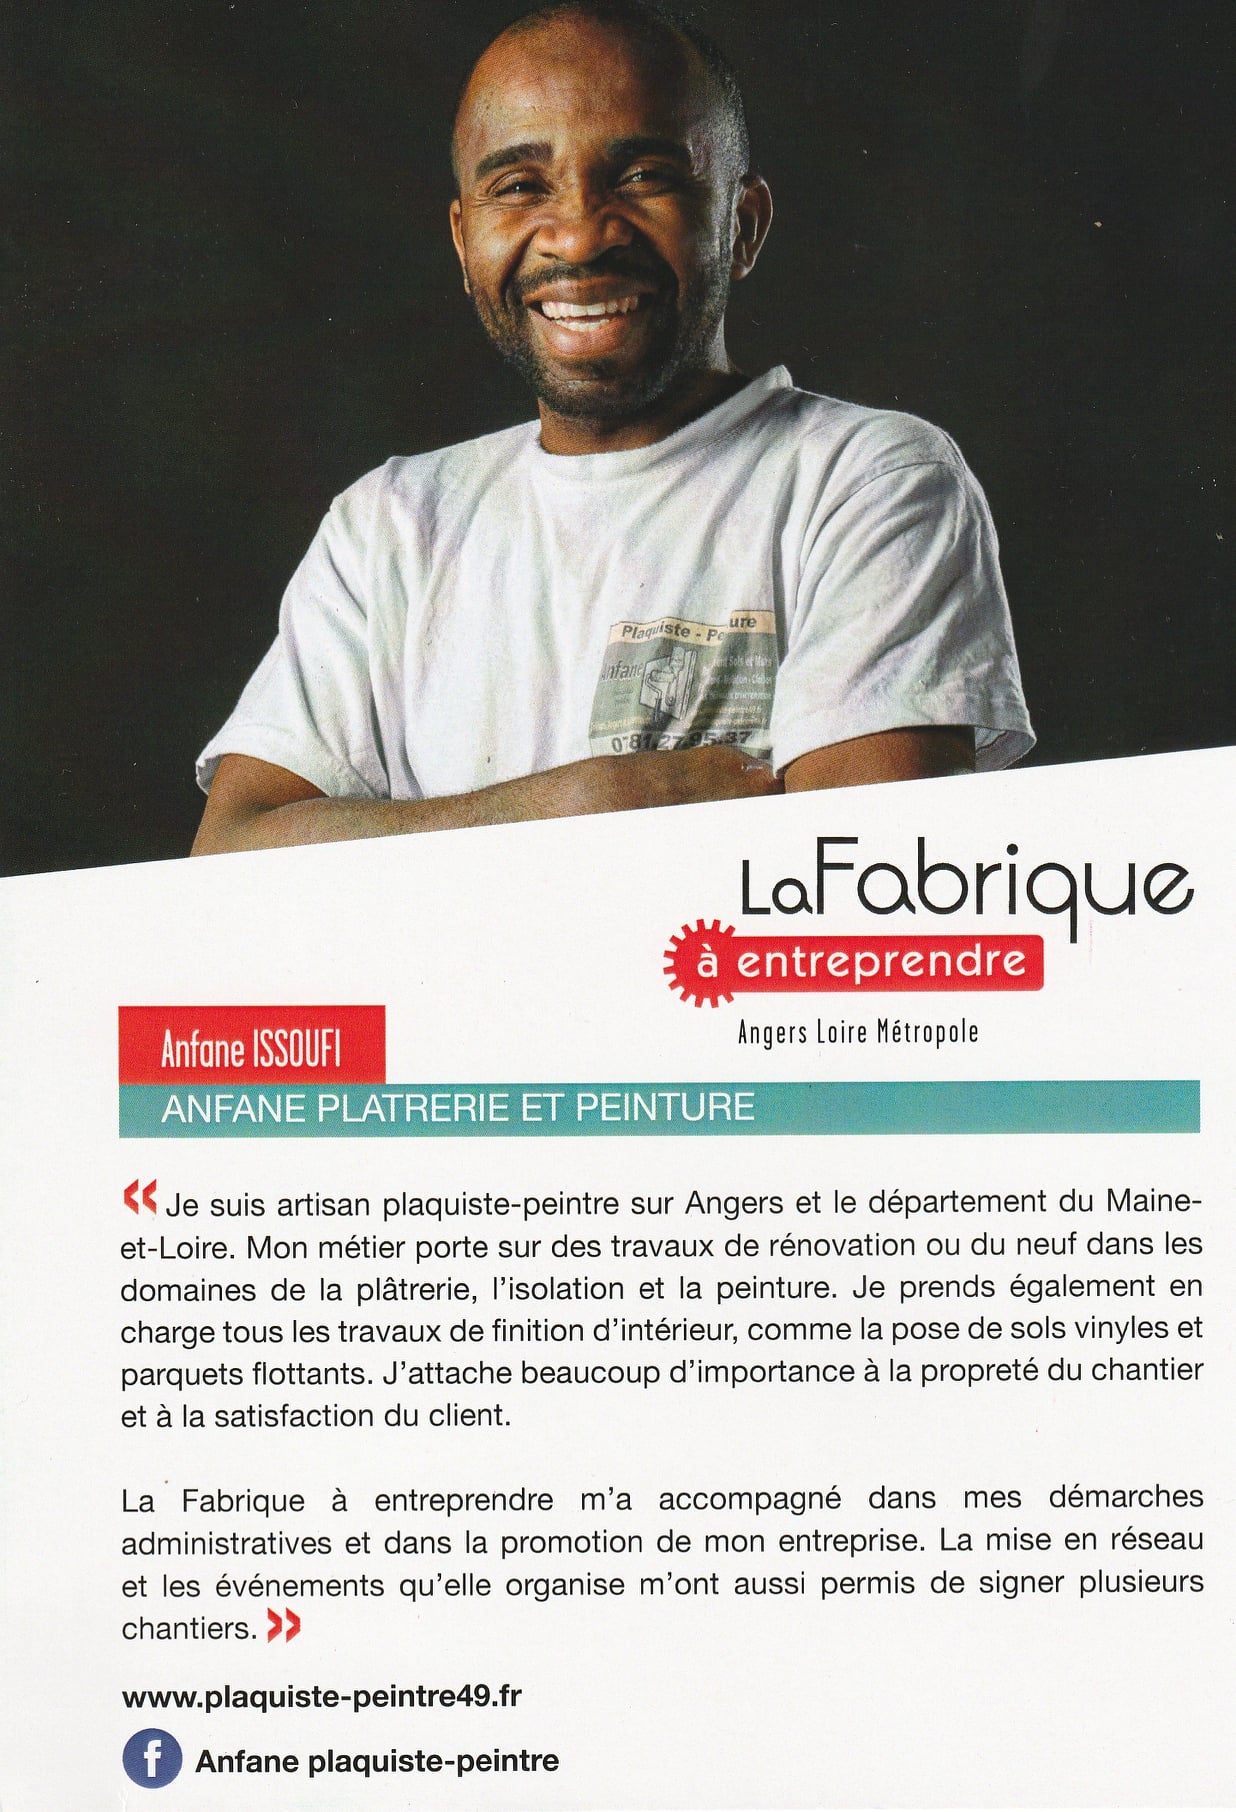 Plaquiste - Pe ure
Anfane
81.27.95.37
La Fabrique
à entreprendre
Angers Loire Métropole
Anfane ISSOUFI
ANFANE PLATRERIE ET PEINTURE
« Je suis artisan plaquiste-peintre sur Angers et le département du Maine-
et-Loire. Mon métier porte sur des travaux de rénovation ou du neuf dans les
domaines de la plâtrerie, l’isolation et la peinture. Je prends également en
charge tous les travaux de finition d’intérieur, comme la pose de sols vinyles et
parquets flottants. J’attache beaucoup d’importance à la propreté du chantier
et à la satisfaction du client.
La Fabrique à entreprendre m’a accompagné dans mes démarches
administratives et dans la promotion de mon entreprise. La mise en réseau
et les événements qu’elle organise m’ont aussi permis de signer plusieurs
chantiers. »
www.plaquiste-peintre49.fr
f Anfane plaquiste-peintre